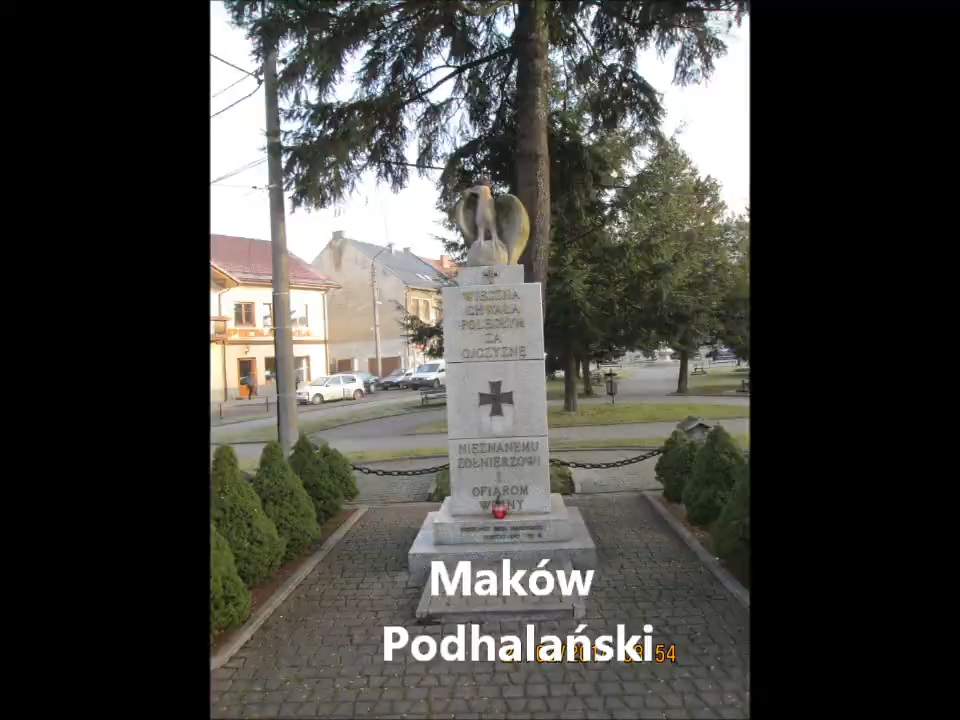 WIECZNA
CHWAŁA
POLEGŁYM
ZA
OJCZYZNĘ
NIEZNANEMU
ŻOŁNIERZOWI
I
OFIAROM
WOJNY
Maków
Podhalański